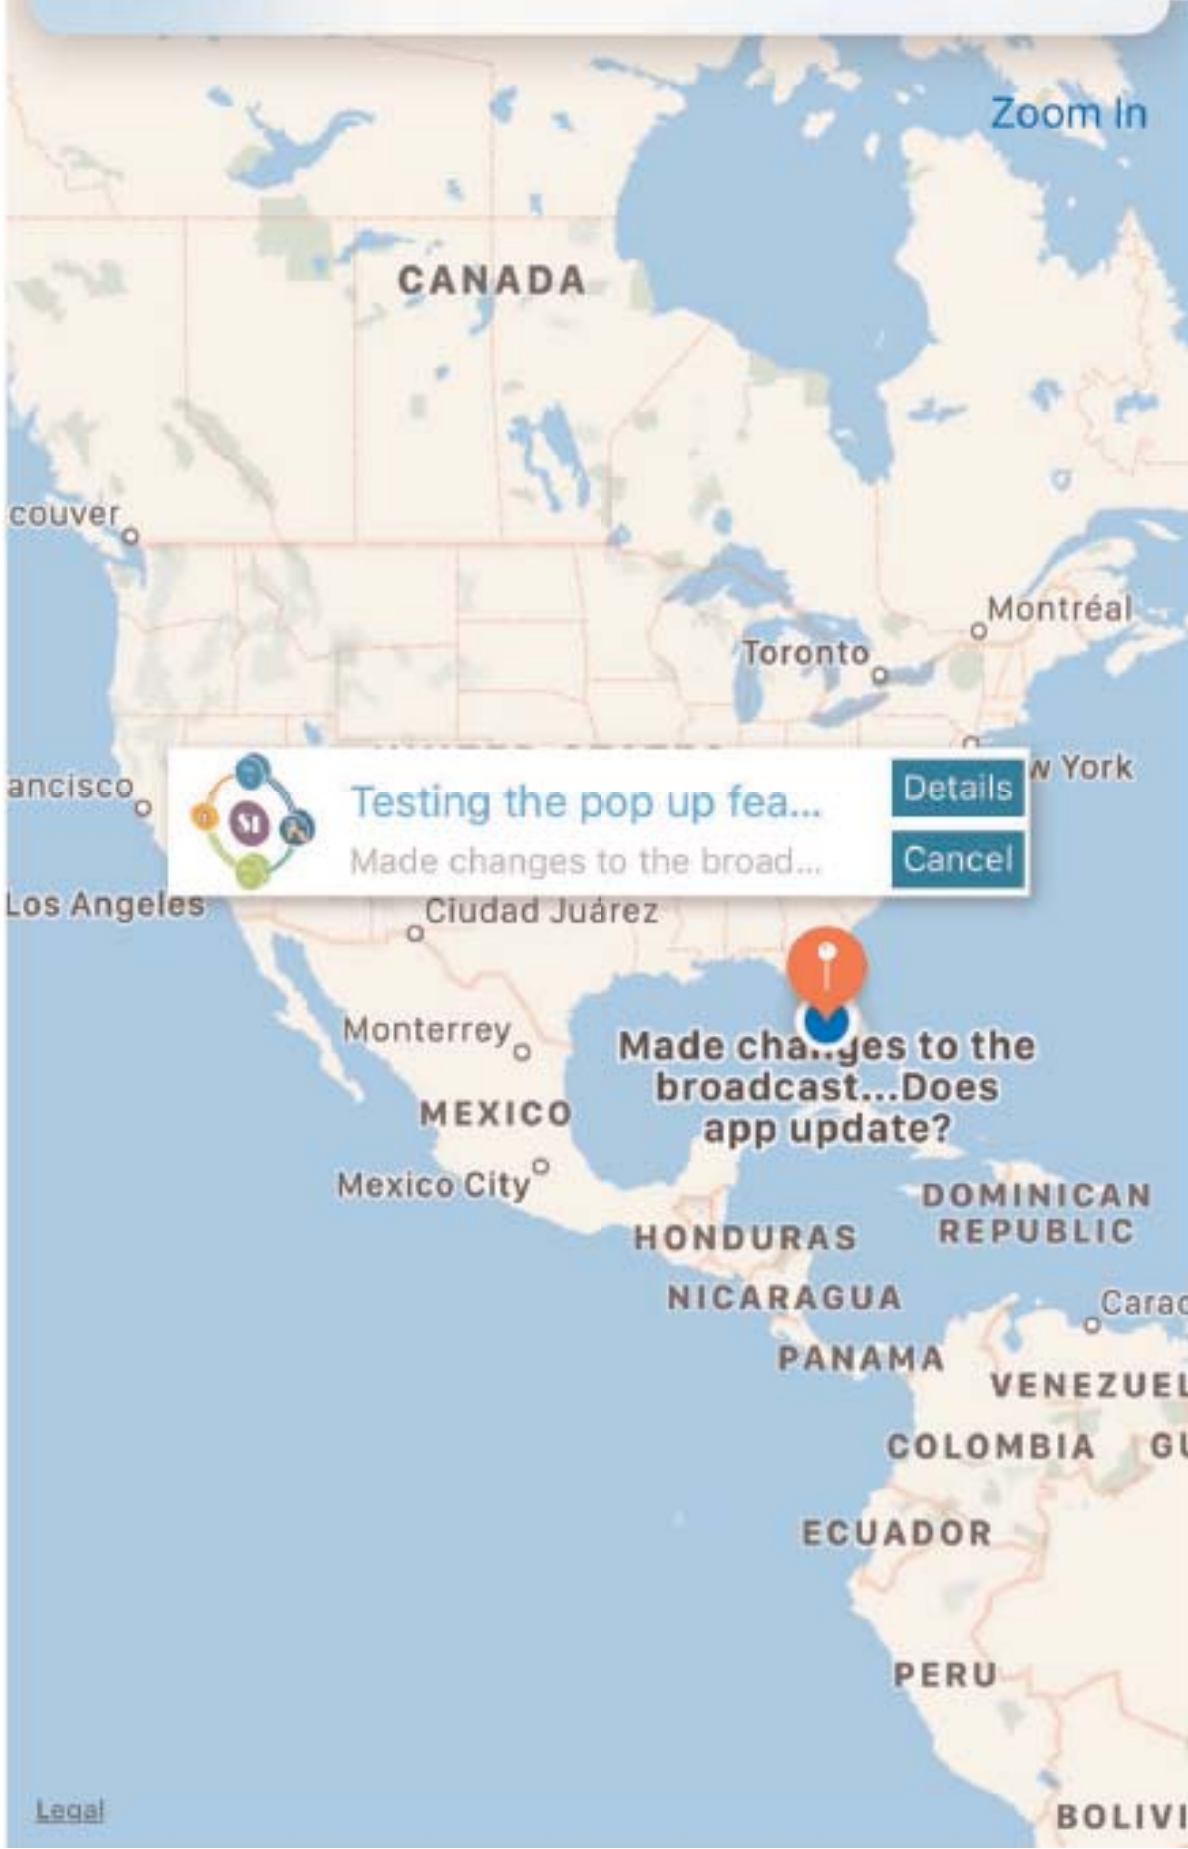 Zoom In
CANADA
couver
Montréal
Toronto
w York
ancisco
Testing the pop up fea...
Details
Made changes to the broad...
Cancel
Los Angeles
Ciudad Juárez
Monterrey
Made changes to the
broadcast...Does
app update?
MEXICO
Mexico City
DOMINICAN
REPUBLIC
HONDURAS
NICARAGUA
Carac
PANAMA
VENEZUEL
COLOMBIA
GU
ECUADOR
PERU
Legal
BOLIVI